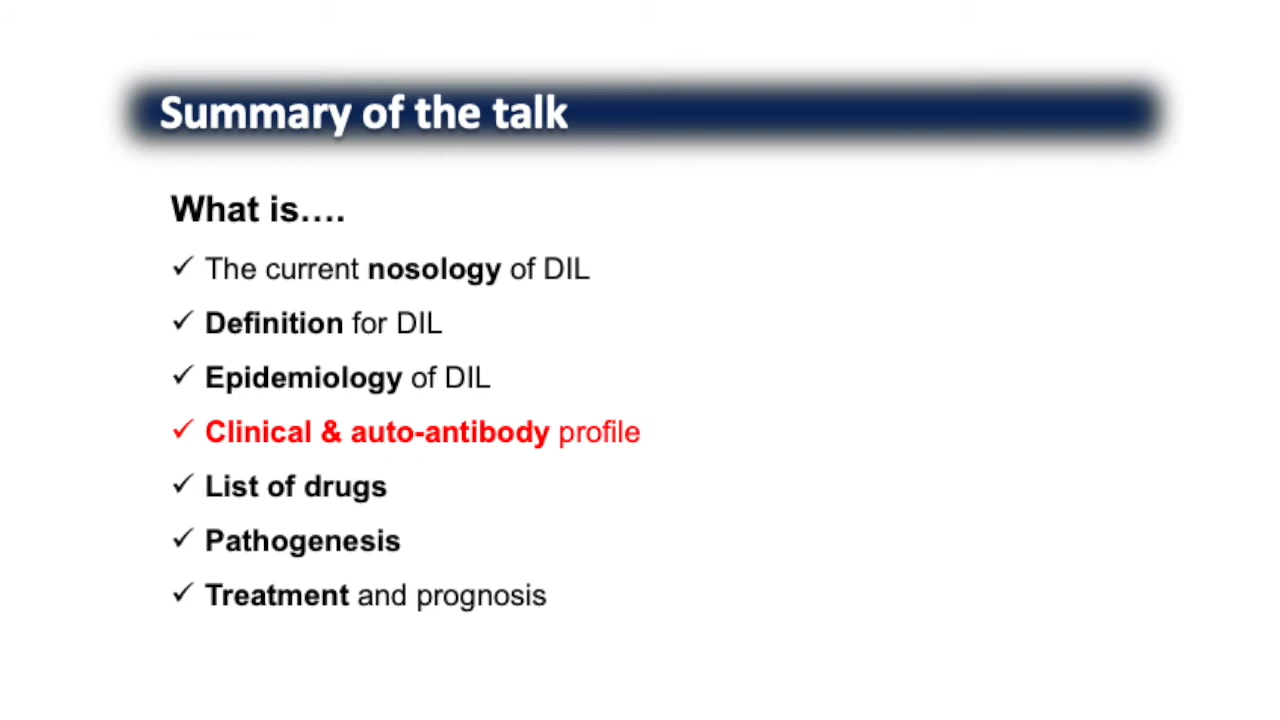 Summary of the talk
What is….
✓ The current nosology of DIL
✓ Definition for DIL
✓ Epidemiology of DIL
✓ Clinical & auto-antibody profile
✓ List of drugs
✓ Pathogenesis
✓ Treatment and prognosis